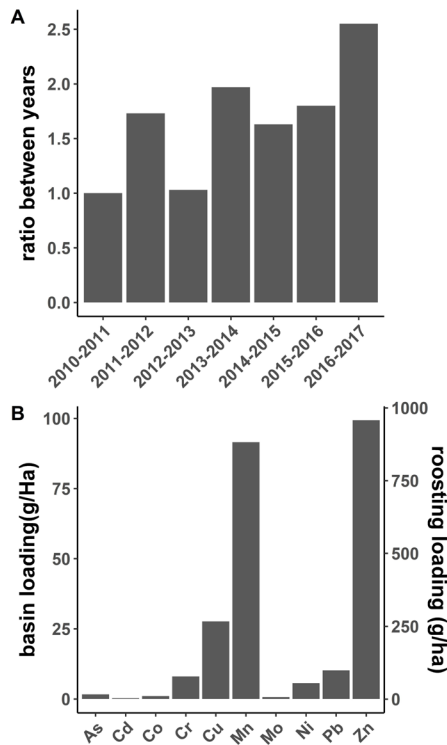 A
ratio between years
2.5
2.0
1.5
1.0
0.5
0.0
2010-2011
2011-2012
2012-2013
2013-2014
2014-2015
2015-2016
2016-2017
B
basin loading(g/Ha)
100
75
50
25
0
1000
750
500
250
0
roosting loading (g/ha)
As
Cd
Co
Cr
Cu
Mn
Mo
Ni
Pb
Zn